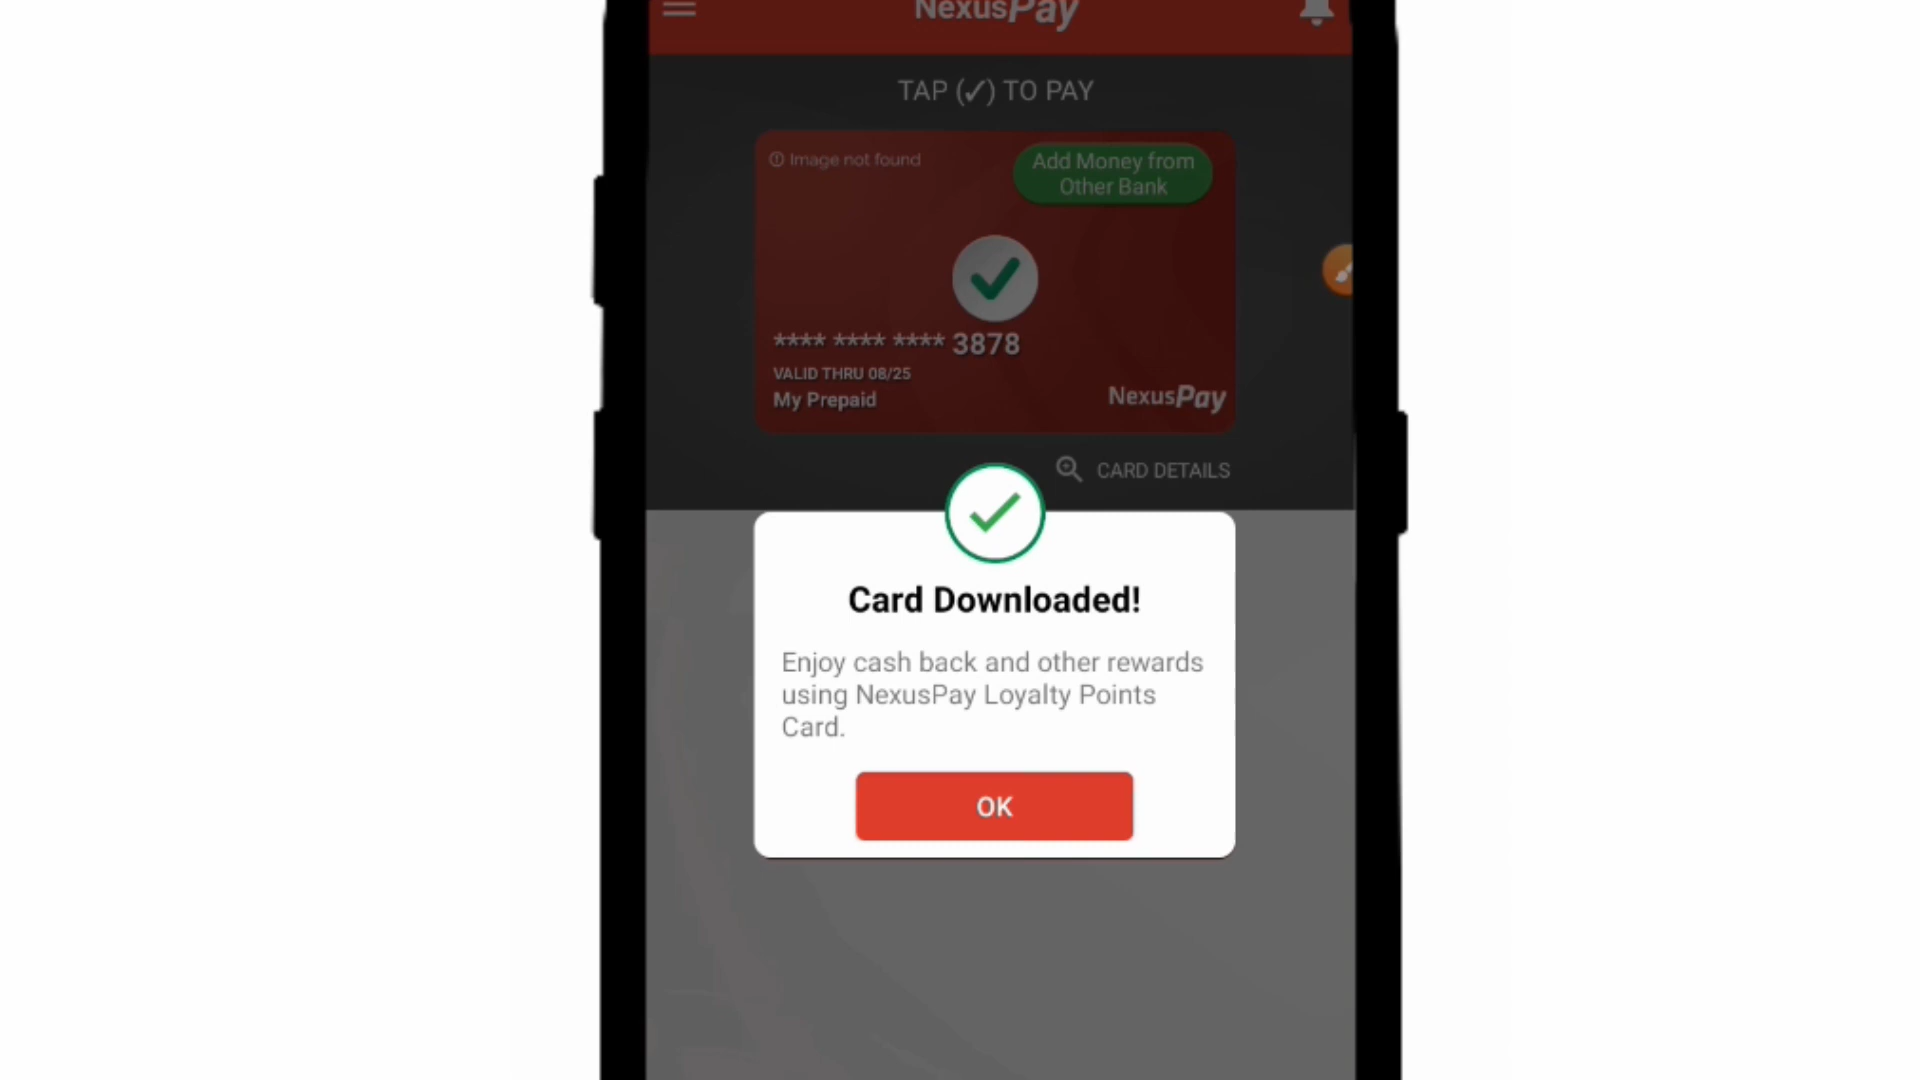 NexusPay
TAP (✓) TO PAY
Image not found
Add Money from
Other Bank
**** **** **** 3878
VALID THRU 08/25
My Prepaid
NexusPay
CARD DETAILS
Card Downloaded!
Enjoy cash back and other rewards
using NexusPay Loyalty Points
Card.
OK